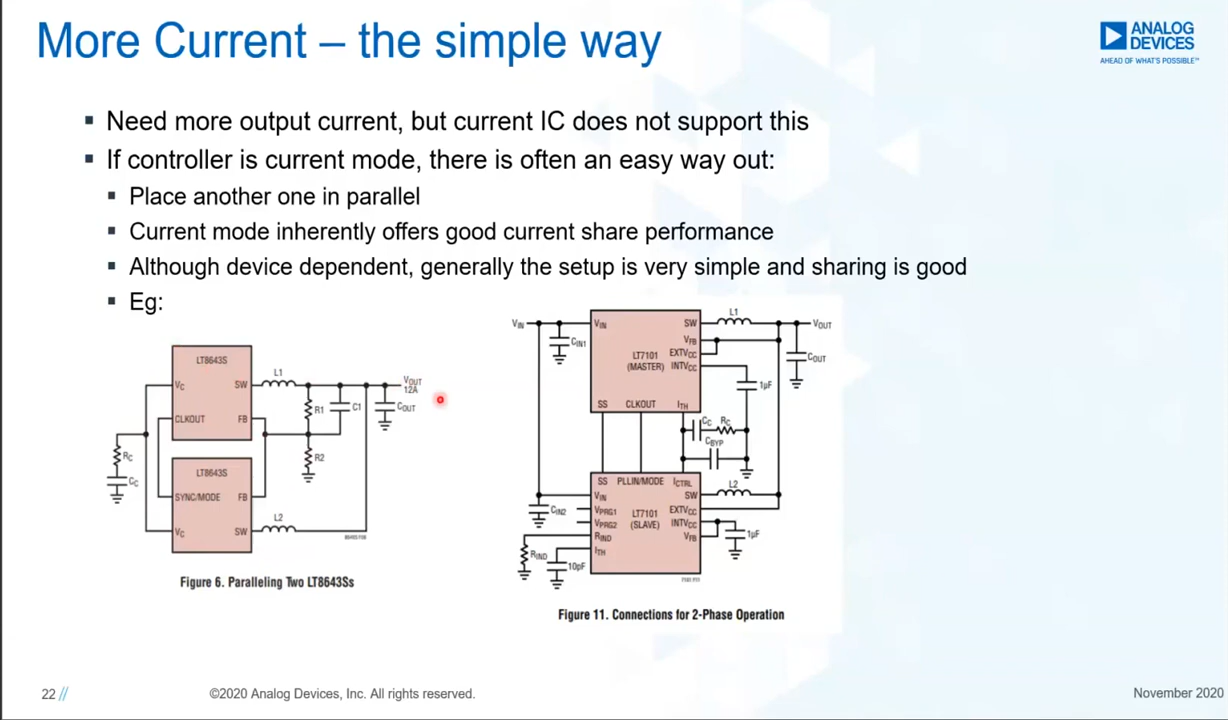 More Current – the simple way
ANALOG
DEVICES
AHEAD OF WHAT'S POSSIBLE™
Need more output current, but current IC does not support this
If controller is current mode, there is often an easy way out:
Place another one in parallel
Current mode inherently offers good current share performance
Although device dependent, generally the setup is very simple and sharing is good
Eg:
LT8643S
VC
SW
L1
CLKOUT
FB
R1
C1
VOUT
12A
COUT
RC
CC
R2
LT8643S
SYNC/MODE
FB
VC
SW
L2
Figure 6. Paralleling Two LT8643Ss
VIN
CIN1
VIN
SW
L1
VOUT
VFB
LT7101
EXTVCC
(MASTER)
INTVCC
COUT
1µF
SS
CLKOUT
ITH
CC
RC
CBYP
SS
PLLIN/MODE
ICTRL
VIN
SW
L2
CIN2
VPRG1
LT7101
EXTVCC
VPRG2
(SLAVE)
INTVCC
RIND
VFB
1µF
RIND
ITH
10pF
Figure 11. Connections for 2-Phase Operation
22 //
©2020 Analog Devices, Inc. All rights reserved.
November 2020